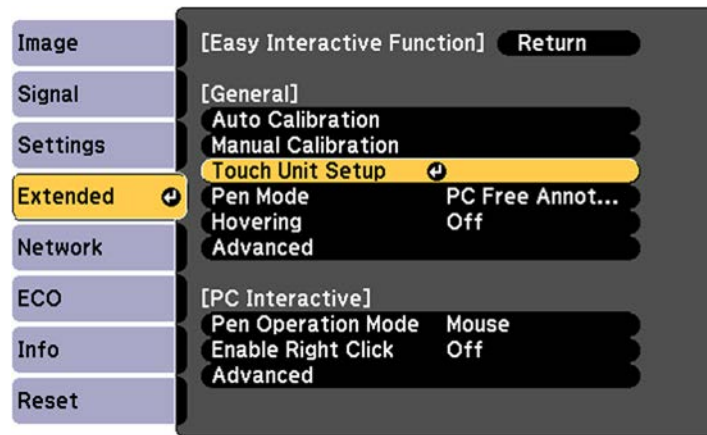 Image
Signal
Settings
Extended
Network
ECO
Info
Reset
[Easy Interactive Function] Return
[General]
Auto Calibration
Manual Calibration
Touch Unit Setup
Pen Mode PC Free Annot...
Hovering Off
Advanced
[PC Interactive]
Pen Operation Mode Mouse
Enable Right Click Off
Advanced